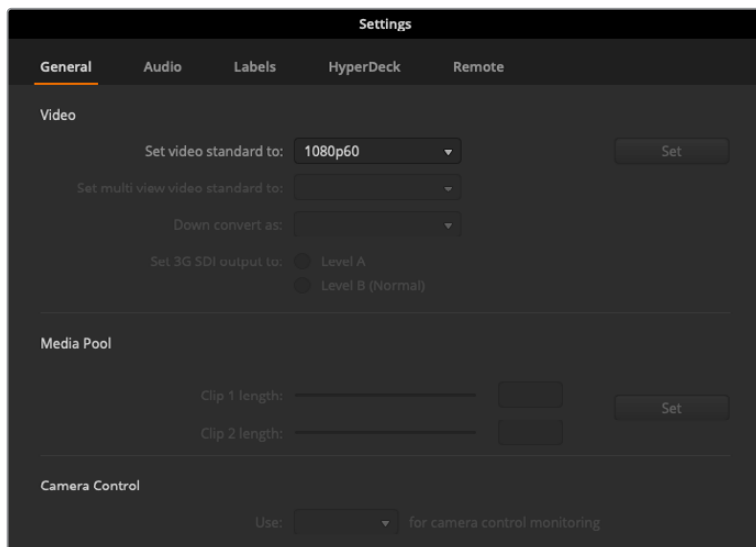 Settings
General Audio Labels HyperDeck Remote
Video
Set video standard to: 1080p60 Set
Set multi view video standard to:
Down convert as:
Set 3G SDI output to: Level A
Level B (Normal)
Media Pool
Clip 1 length:
Set
Clip 2 length:
Camera Control
Use: for camera control monitoring